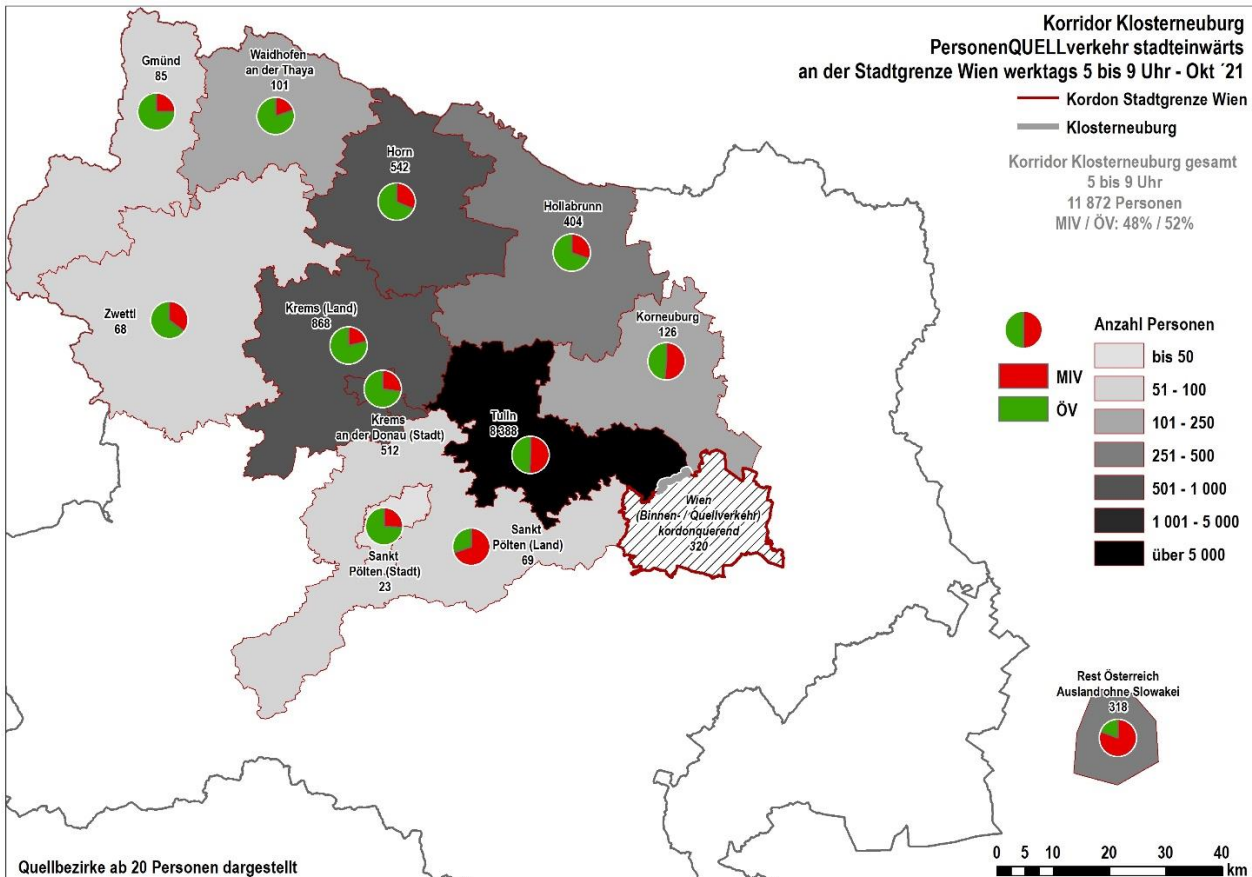 Korridor Klosterneuburg
PersonenQUELLverkehr stadteinwärts
an der Stadtgrenze Wien werktags 5 bis 9 Uhr - Okt ´21
Kordon Stadtgrenze Wien
Klosterneuburg
Korridor Klosterneuburg gesamt
5 bis 9 Uhr
11 872 Personen
MIV / ÖV: 48% / 52%
Gmünd
85
Waidhofen
an der Thaya
101
Horn
542
Hollabrunn
404
Zwettl
68
Krems (Land)
868
Korneuburg
126
Krems
an der Donau (Stadt)
512
Tulln
8 388
Sankt
Pölten (Stadt)
23
Sankt
Pölten (Land)
69
Wien
(Binnen- / Quellverkehr)
kordonquerend
320
MIV
ÖV
Anzahl Personen
bis 50
51 - 100
101 - 250
251 - 500
501 - 1 000
1 001 - 5 000
über 5 000
Rest Österreich
Ausland ohne Slowakei
318
Quellbezirke ab 20 Personen dargestellt
0 5 10 20 30 40
km